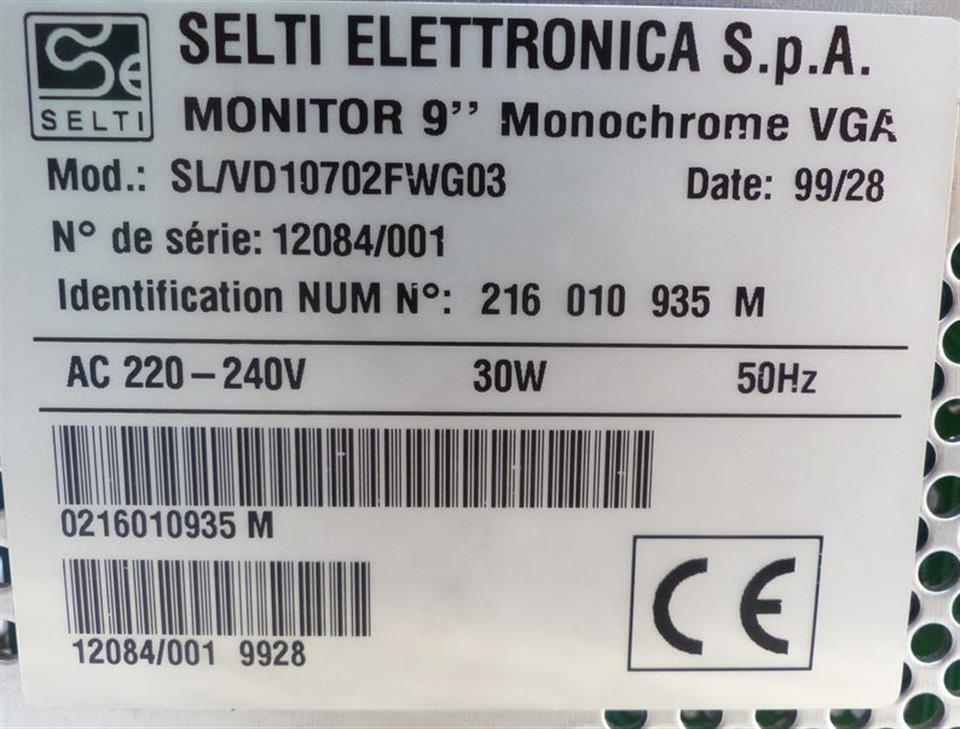 SELTI
SELTI ELETTRONICA S.p.A.
MONITOR 9’’ Monochrome VGA
Mod.: SL/VD10702FWG03 Date: 99/28
N° de série: 12084/001
Identification NUM N°: 216 010 935 M
AC 220–240V 30W 50Hz
0216010935 M
12084/001 9928
CE